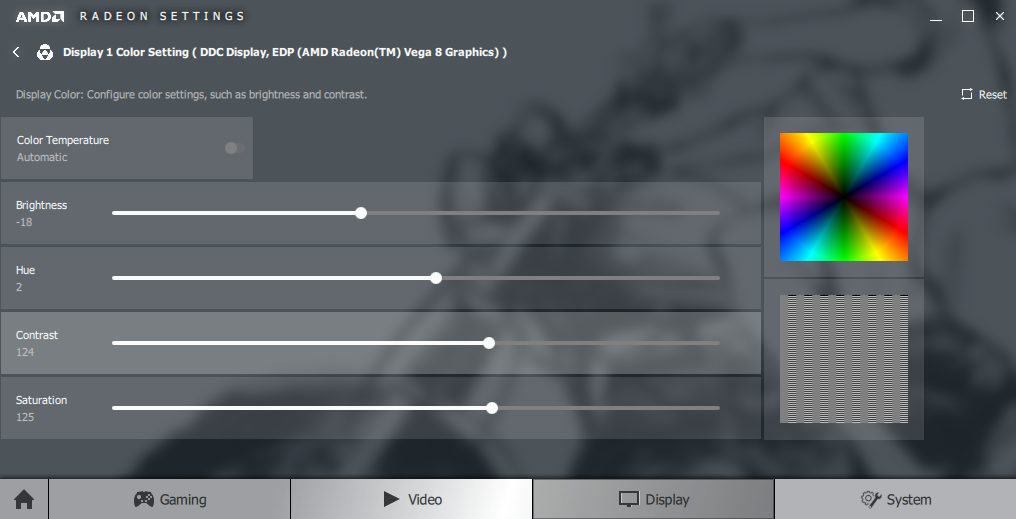 AMD RADEON SETTINGS
Display 1 Color Setting ( DDC Display, EDP (AMD Radeon(TM) Vega 8 Graphics) )
Display Color: Configure color settings, such as brightness and contrast.
Reset
Color Temperature
Automatic
Brightness
-18
Hue
2
Contrast
124
Saturation
125
Gaming
Video
Display
System